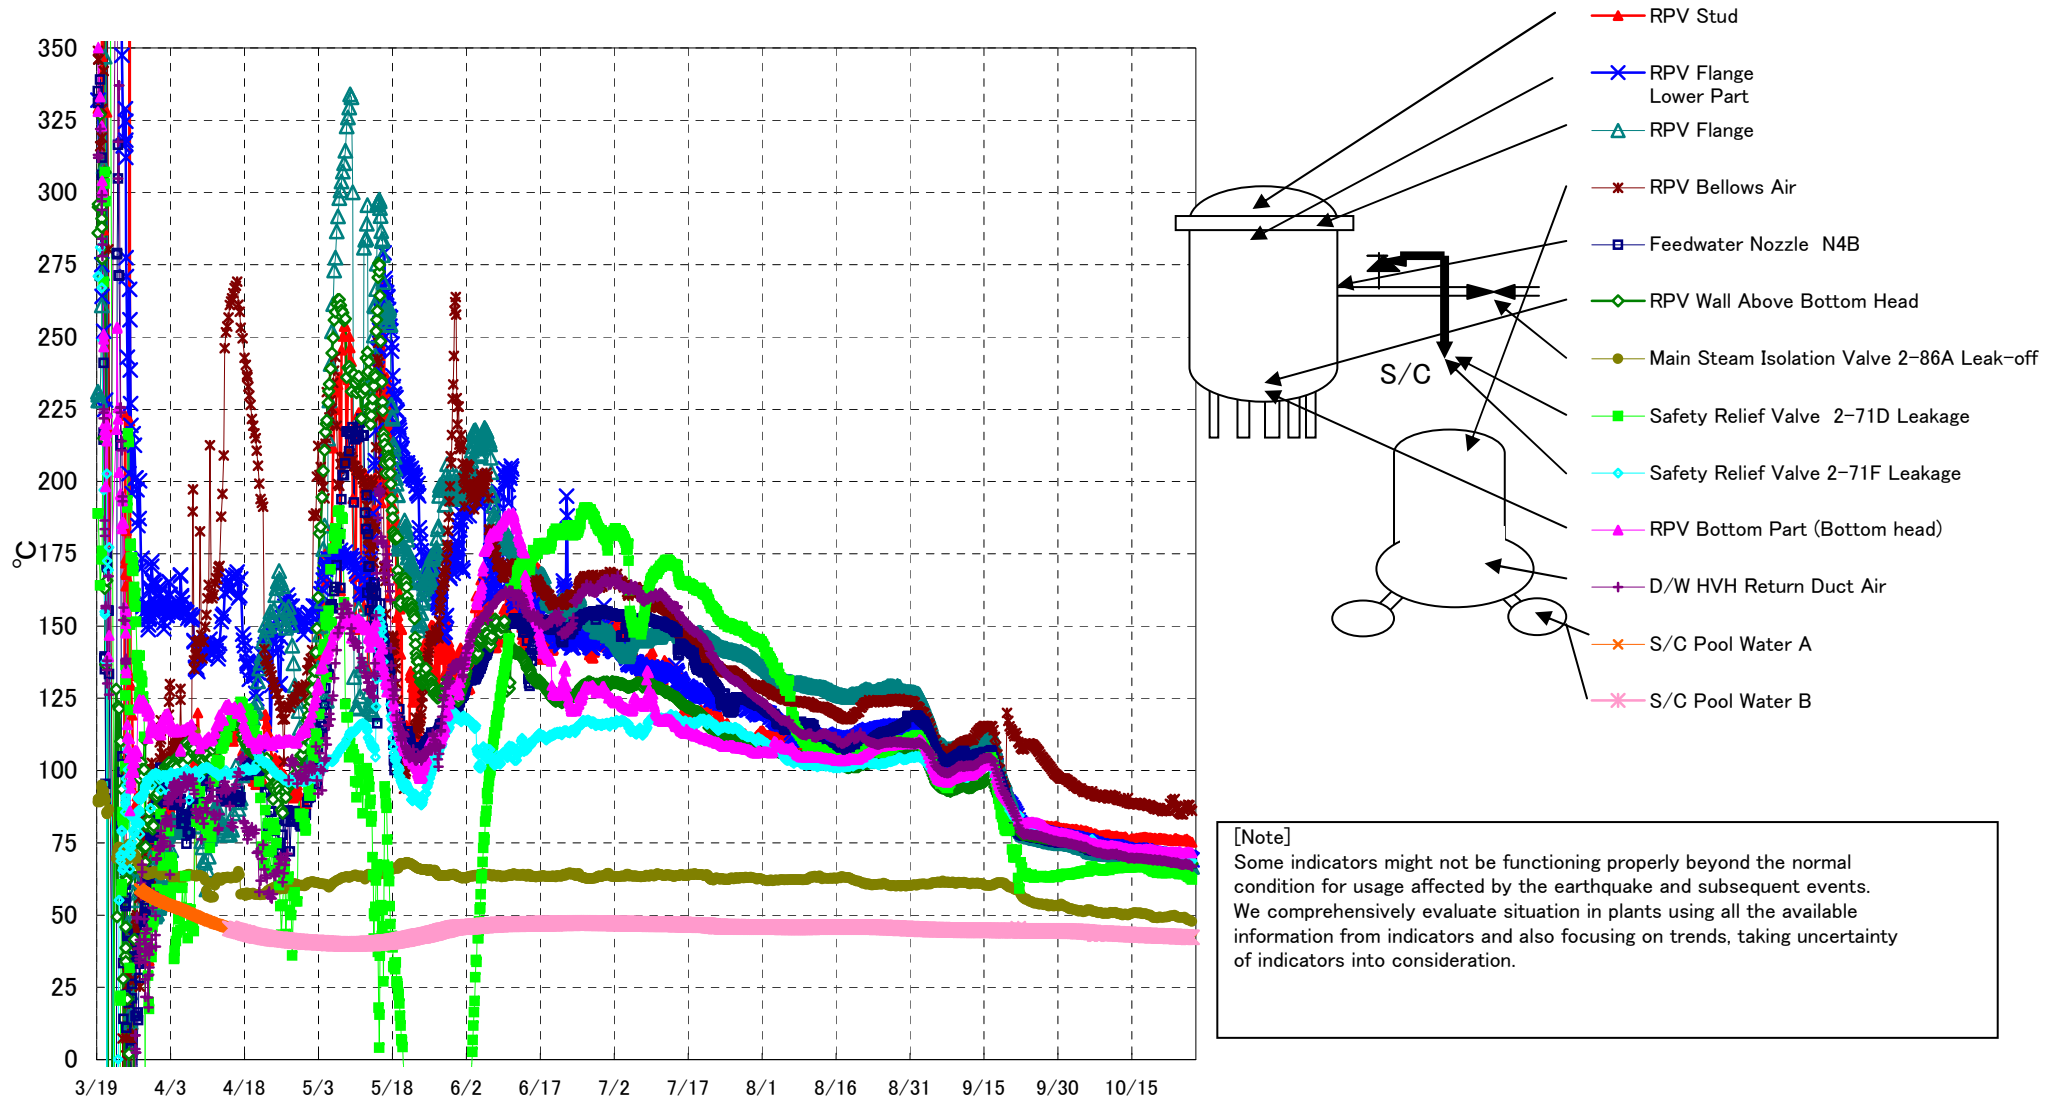 350
325
300
275
250
225
200
175
150
125
100
75
50
25
0
℃
3/19 4/3 4/18 5/3 5/18 6/2 6/17 7/2 7/17 8/1 8/16 8/31 9/15 9/30 10/15
RPV Stud
RPV Flange
Lower Part
RPV Flange
RPV Bellows Air
Feedwater Nozzle N4B
RPV Wall Above Bottom Head
Main Steam Isolation Valve 2-86A Leak-off
Safety Relief Valve 2-71D Leakage
Safety Relief Valve 2-71F Leakage
RPV Bottom Part (Bottom head)
D/W HVH Return Duct Air
S/C Pool Water A
S/C Pool Water B
S/C
[Note]
Some indicators might not be functioning properly beyond the normal
condition for usage affected by the earthquake and subsequent events.
We comprehensively evaluate situation in plants using all the available
information from indicators and also focusing on trends, taking uncertainty
of indicators into consideration.